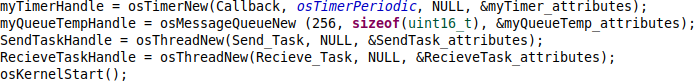 myTimerHandle = osTimerNew(Callback, osTimerPeriodic, NULL, &myTimer_attributes);
myQueueTempHandle = osMessageQueueNew (256, sizeof(uint16_t), &myQueueTemp_attributes);
SendTaskHandle = osThreadNew(Send_Task, NULL, &SendTask_attributes);
RecieveTaskHandle = osThreadNew(Recieve_Task, NULL, &RecieveTask_attributes);
osKernelStart();